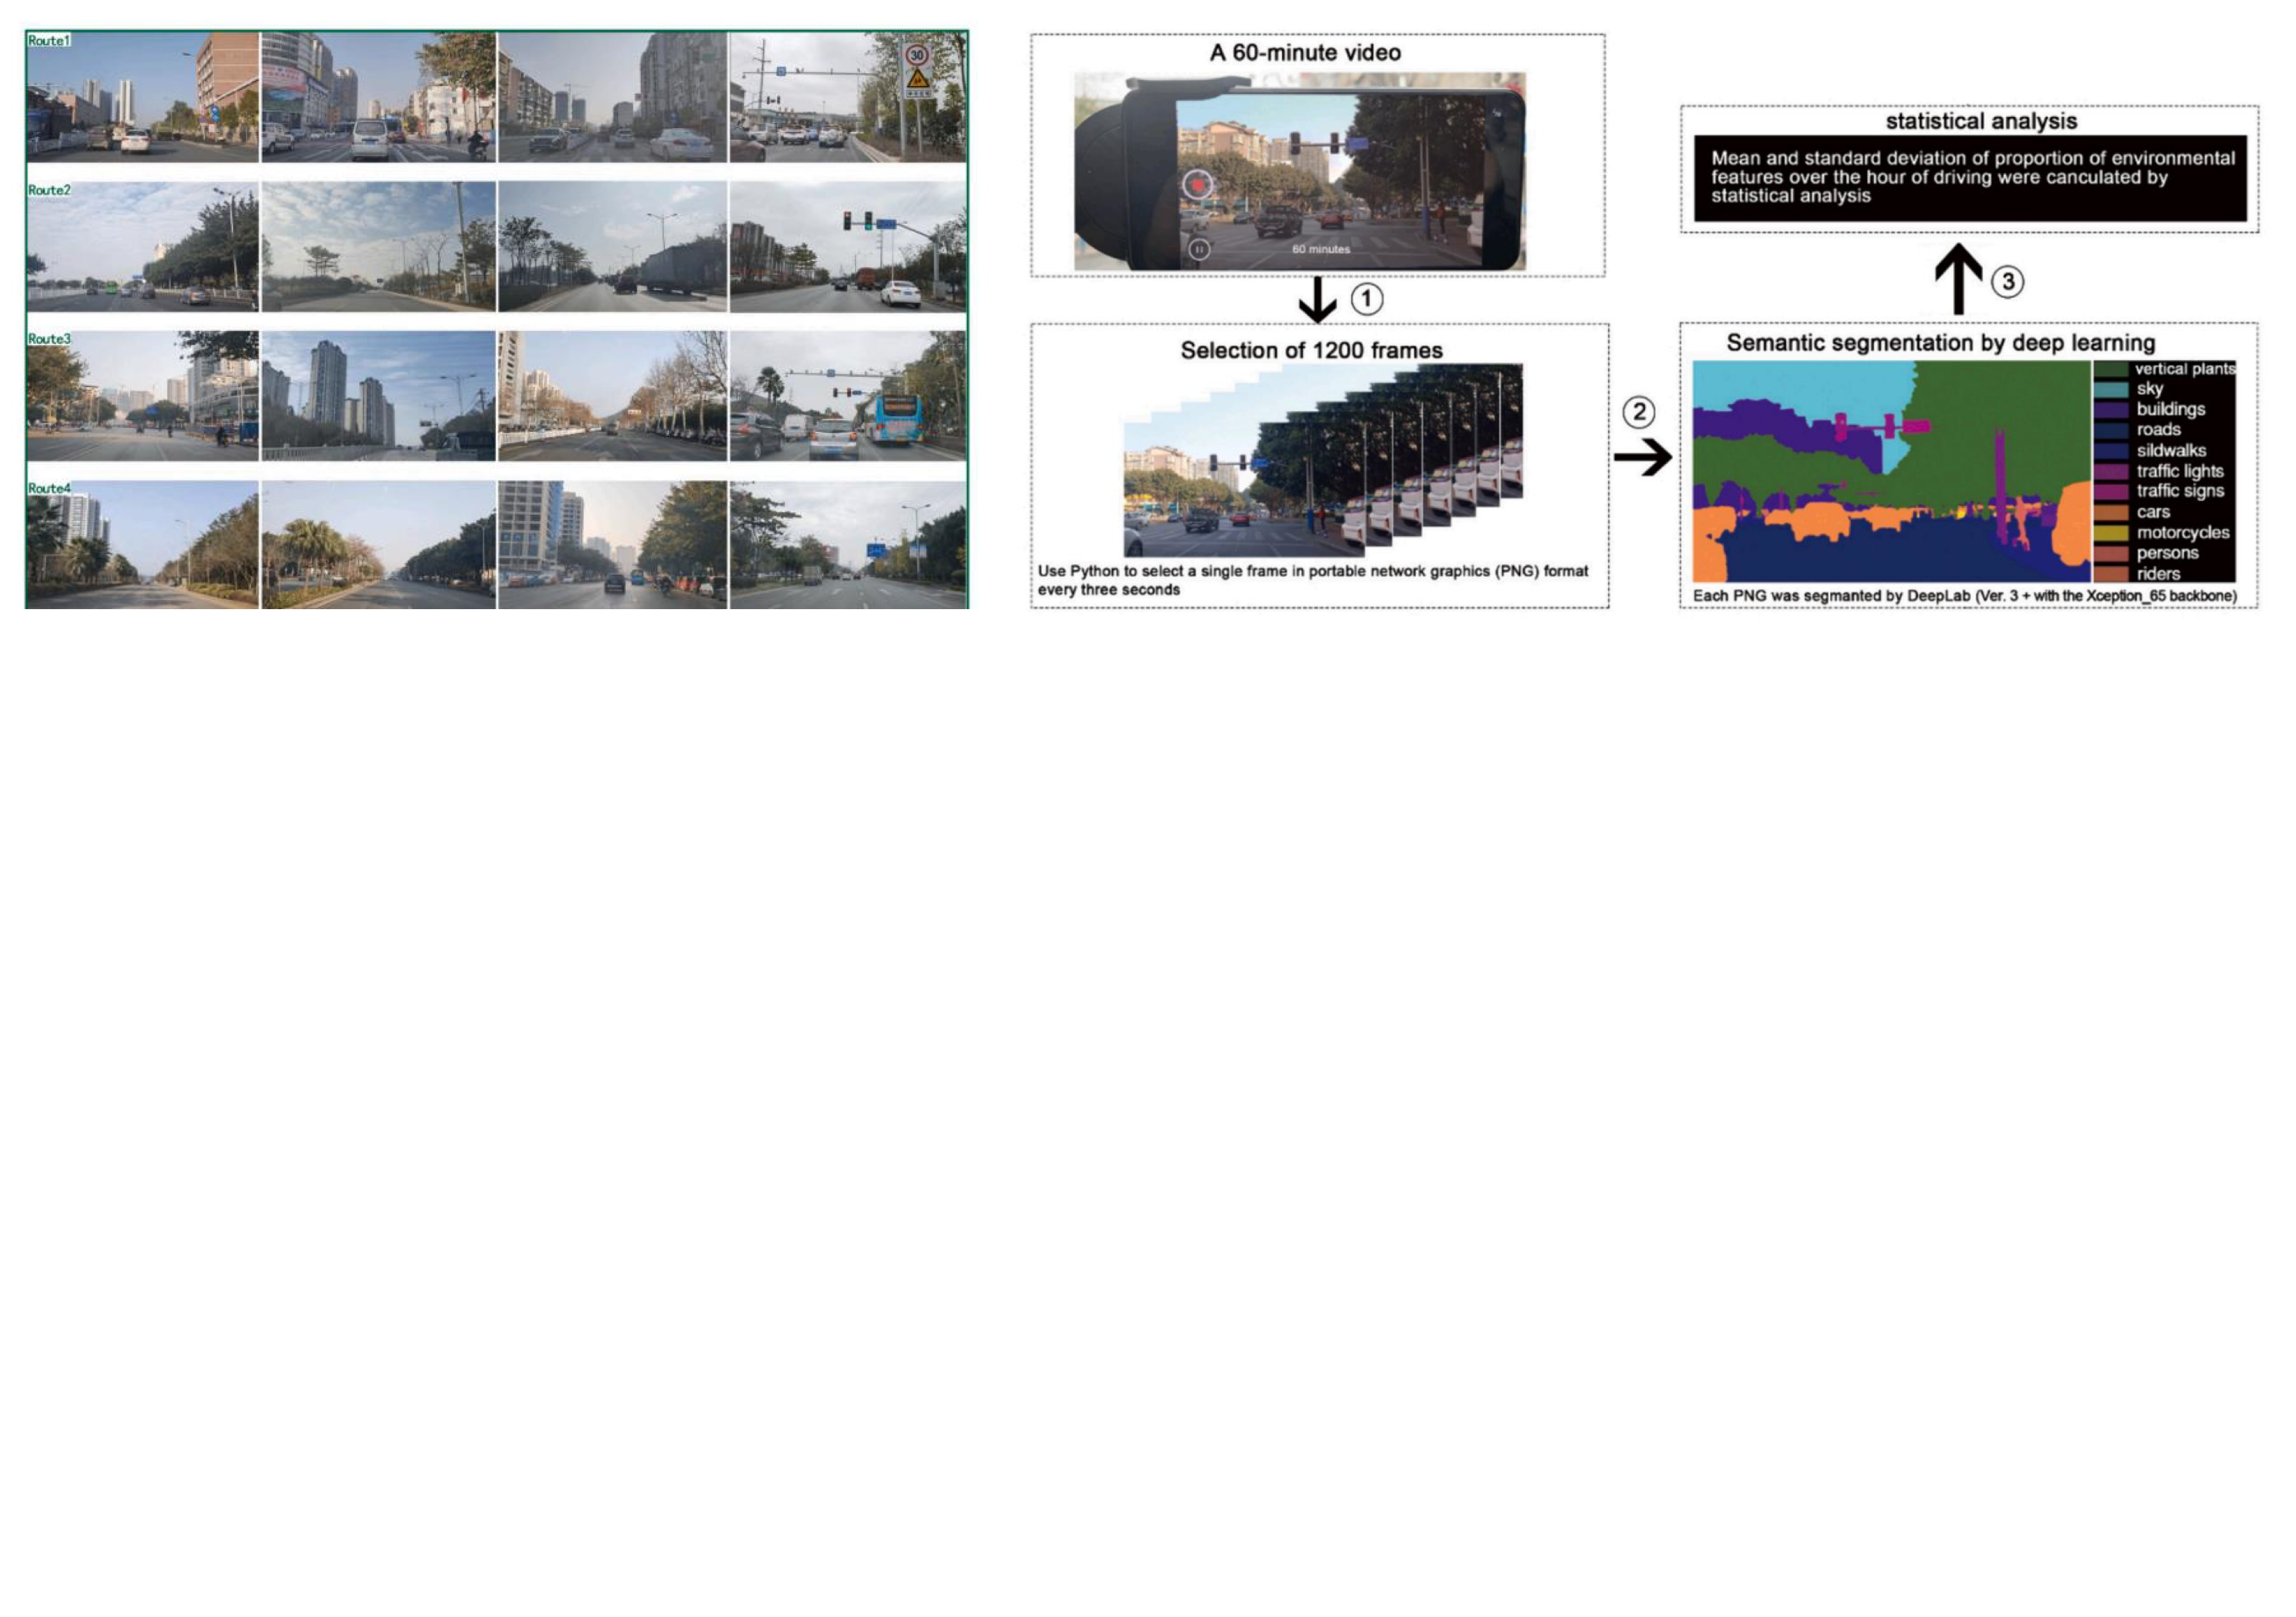 Route1
30
Route2
Route3
Route4
A 60-minute video
60 minutes
①
Selection of 1200 frames
Use Python to select a single frame in portable network graphics (PNG) format
every three seconds
②
statistical analysis
Mean and standard deviation of proportion of environmental
features over the hour of driving were canculated by
statistical analysis
③
Semantic segmentation by deep learning
vertical plants
sky
buildings
roads
sildwalks
traffic lights
traffic signs
cars
motorcycles
persons
riders
Each PNG was segmanted by DeepLab (Ver. 3 + with the Xception_65 backbone)